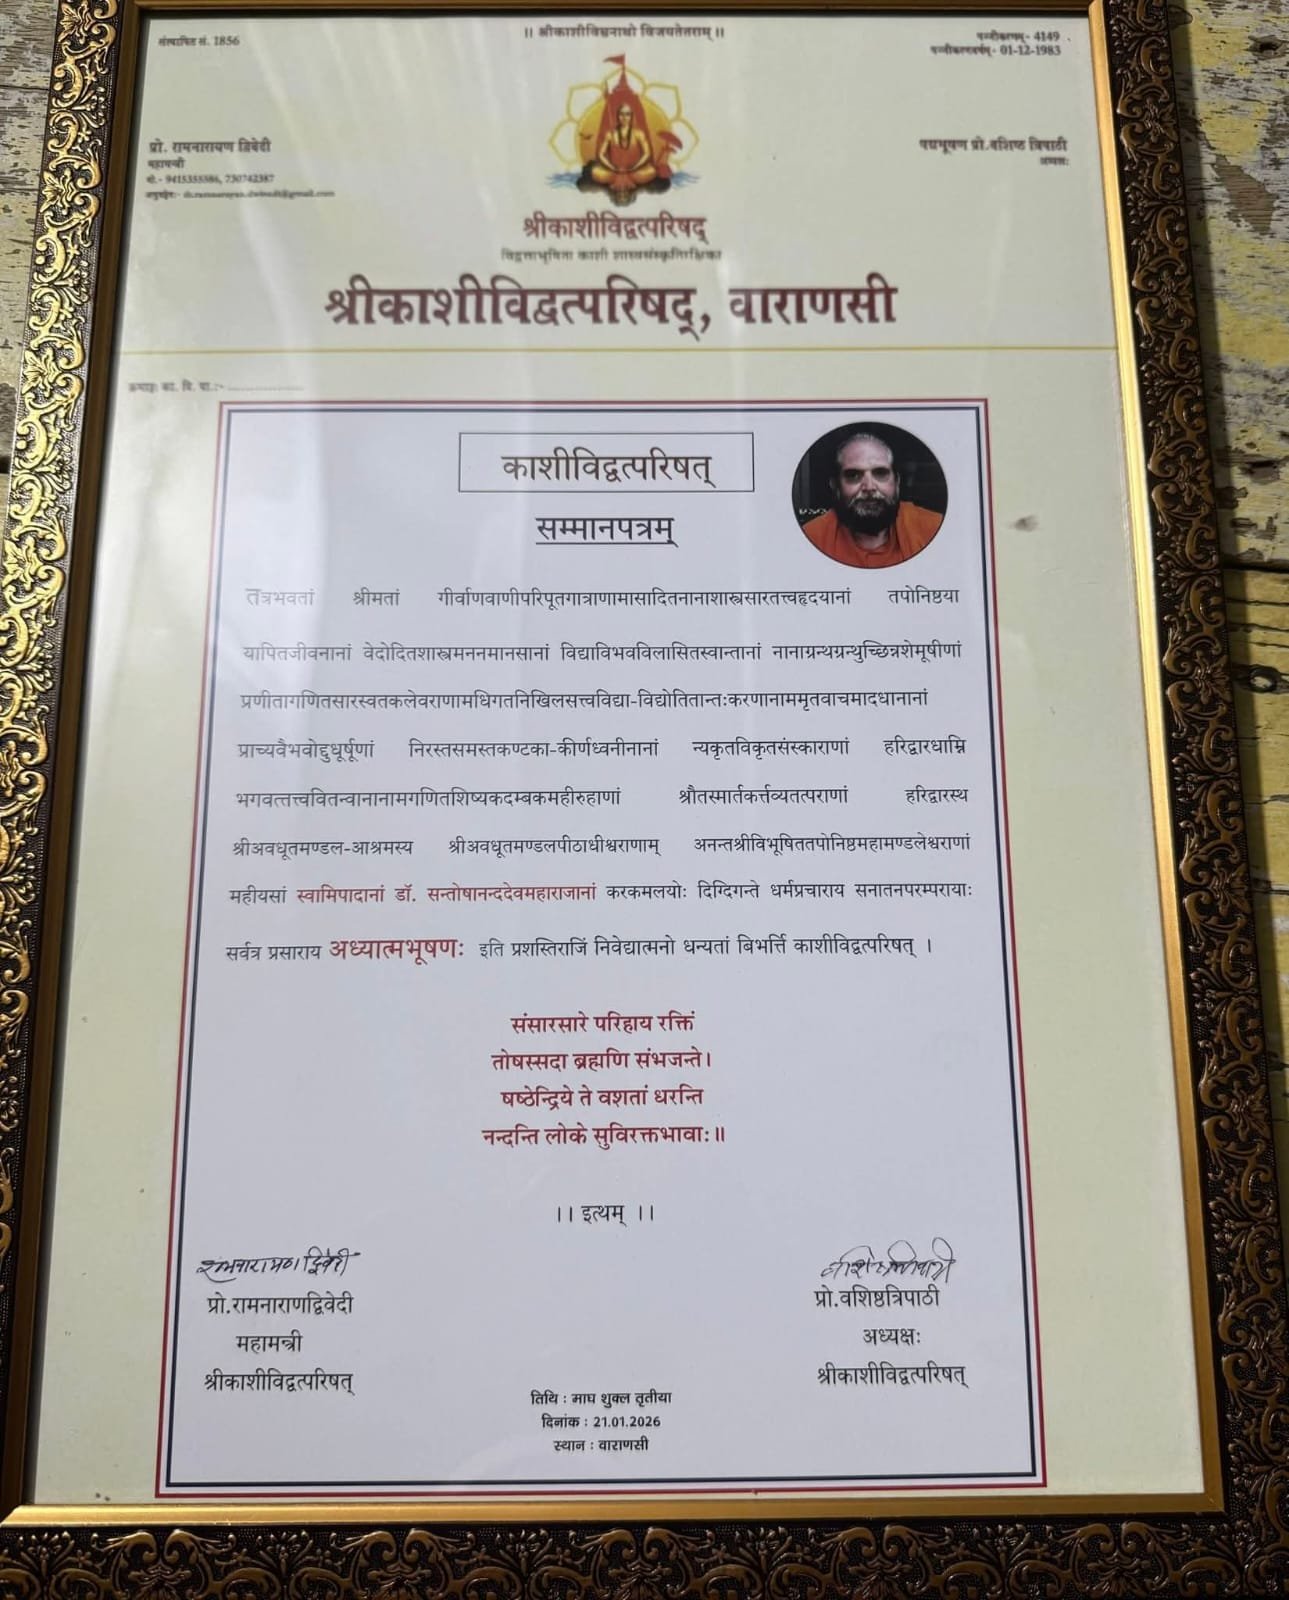 ।। श्रीकाशीविश्वनाथो विजयतेतराम् ।।
संस्थापित सं. 1856
पञ्जीकरणम्- 4149
पञ्जीकरणवर्षम्- 01-12-1983
प्रो. रामनारायण द्विवेदी
महामन्त्री
मो.- 9415355586,
पद्मभूषण प्रो.वशिष्ठ त्रिपाठी
अध्यक्षः
श्रीकाशीविद्वत्परिषद्
विद्वत्ताभूषिता काशी
श्रीकाशीविद्वत्परिषद्, वाराणसी
क्रमाङ्कः का. वि. प.:-
काशीविद्वत्परिषत्
सम्मानपत्रम्
तत्रभवतां श्रीमतां गीर्वाणवाणीपरिपूतगात्राणामासादितनानाशास्त्रसारतत्त्वहृदयानां तपोनिष्ठया
यापितजीवनानां वेदोदितशास्त्रमननमानसानां विद्याविभवविलासितस्वान्तानां नानाग्रन्थग्रन्थुच्छिन्नशेमूषीणां
प्रणीतागणितसारस्वतकलेवराणामधिगतनिखिलसत्त्वविद्या-विद्योतितान्तःकरणानाममृतवाचमादधानानां
प्राच्यवैभवोद्दुधूर्षूणां निरस्तसमस्तकण्टका-कीर्णध्वनीनानां न्यकृतविकृतसंस्काराणां हरिद्वारधाम्नि
भगवत्तत्त्ववितन्वानानामगणितशिष्यकदम्बकमहीरुहाणां श्रौतस्मार्तकर्त्तव्यतत्पराणां हरिद्वारस्थ
श्रीअवधूतमण्डल-आश्रमस्य श्रीअवधूतमण्डलपीठाधीश्वराणाम् अनन्तश्रीविभूषिततपोनिष्ठमहामण्डलेश्वराणां
महीयसां स्वामिपादानां डॉ. सन्तोषानन्ददेवमहाराजानां करकमलयोः दिग्दिगन्ते धर्मप्रचाराय सनातनपरम्परायाः
सर्वत्र प्रसाराय अध्यात्मभूषणः इति प्रशस्तिराजिं निवेद्यात्मनो धन्यतां बिभर्त्ति काशीविद्वत्परिषत् ।
संसारसारे परिहाय रक्तिं
तोषस्सदा ब्रह्मणि संभजन्ते।
षष्ठेन्द्रिये ते वशतां धरन्ति
नन्दन्ति लोके सुविरक्तभावाः॥
।। इत्थम् ।।
रामनारायण द्विवेदी
वशिष्ठ त्रिपाठी
प्रो.रामनाराणद्विवेदी
महामन्त्री
श्रीकाशीविद्वत्परिषत्
प्रो.वशिष्ठत्रिपाठी
अध्यक्षः
श्रीकाशीविद्वत्परिषत्
तिथि : माघ शुक्ल तृतीया
दिनांक : 21.01.2026
स्थान : वाराणसी